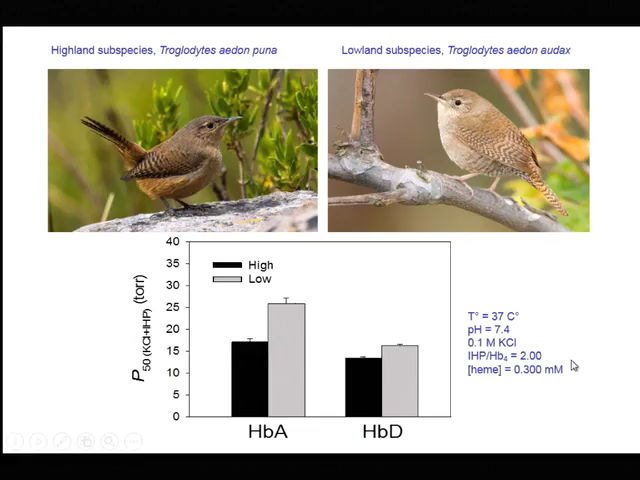 Highland subspecies, Troglodytes aedon puna
Lowland subspecies, Troglodytes aedon audax
40
35
30
25
20
15
10
5
0
P50 (KCl+IHP) (torr)
High
Low
HbA
HbD
T° = 37 C°
pH = 7.4
0.1 M KCl
IHP/Hb4 = 2.00
[heme] = 0.300 mM